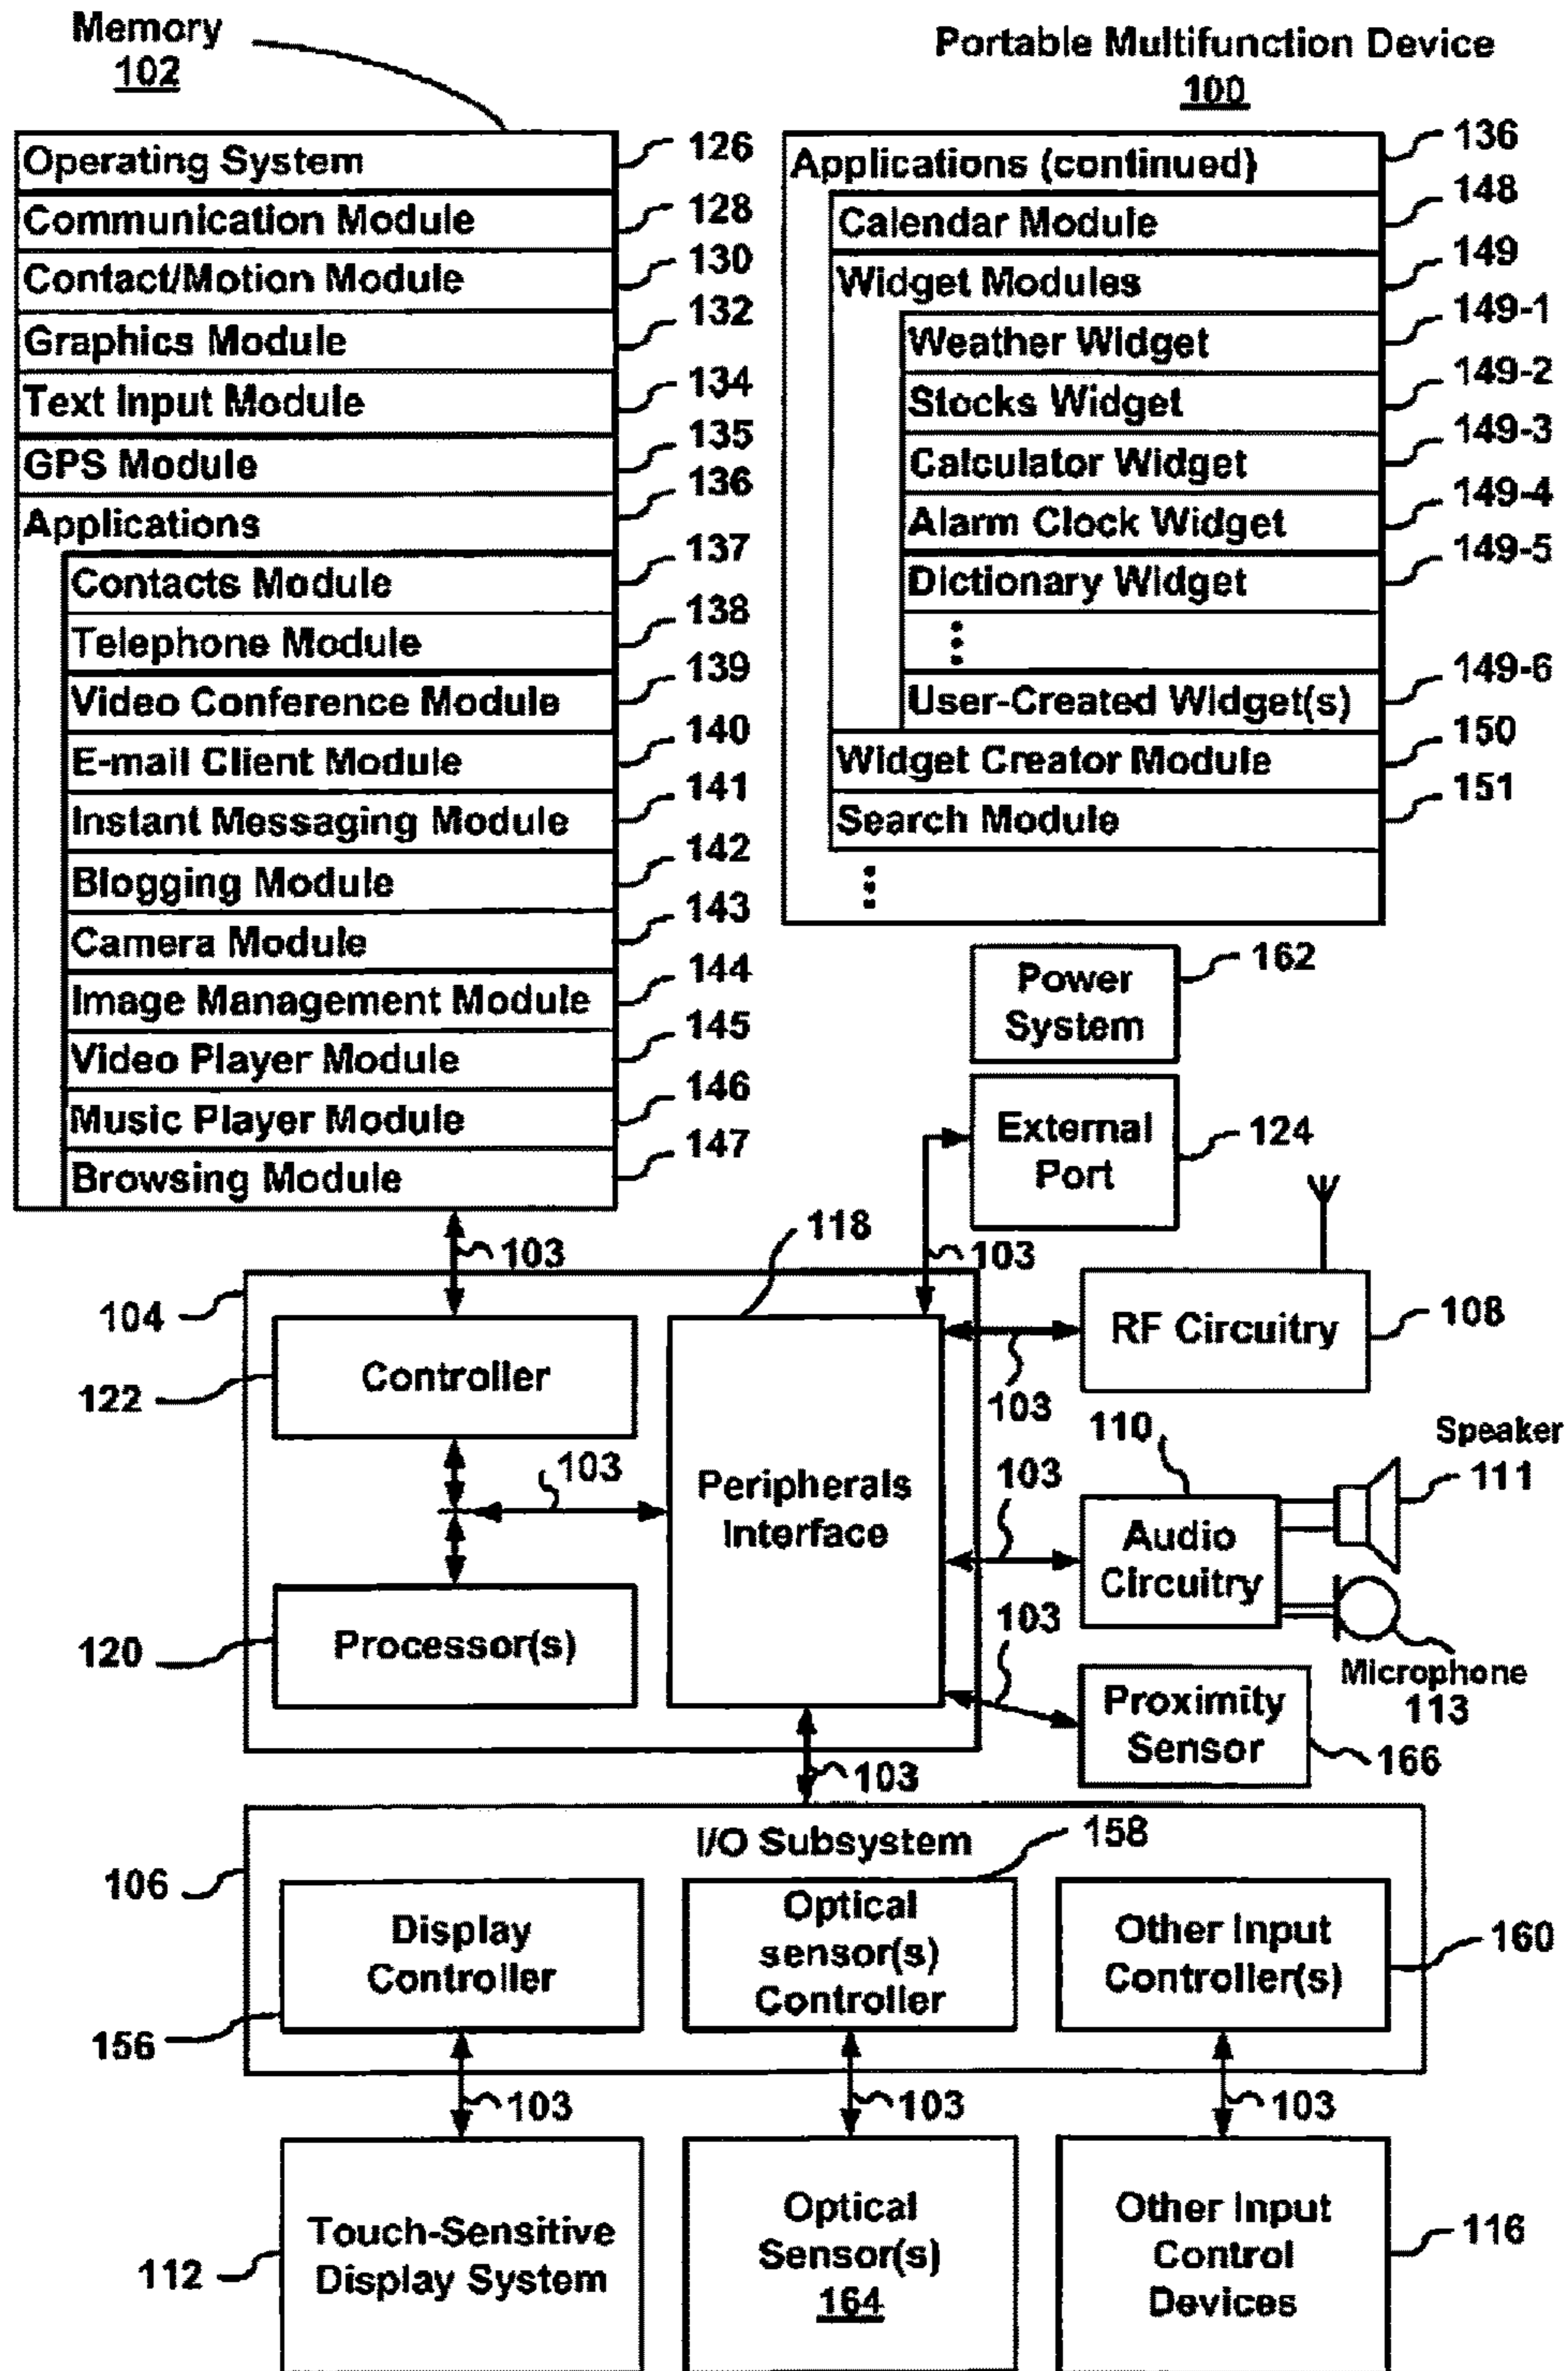 Memory
102
Portable Multifunction Device
100
Operating System
126
Communication Module
128
Contact/Motion Module
130
Graphics Module
132
Text Input Module
134
GPS Module
135
Applications
136
Contacts Module
137
Telephone Module
138
Video Conference Module
139
E-mail Client Module
140
Instant Messaging Module
141
Blogging Module
142
Camera Module
143
Image Management Module
144
Video Player Module
145
Music Player Module
146
Browsing Module
147
Applications (continued)
136
Calendar Module
148
Widget Modules
149
Weather Widget
149-1
Stocks Widget
149-2
Calculator Widget
149-3
Alarm Clock Widget
149-4
Dictionary Widget
149-5
User-Created Widget(s)
149-6
Widget Creator Module
150
Search Module
151
Power
System
162
External
Port
124
103
118
103
104
Controller
122
RF Circuitry
108
103
103
Peripherals
Interface
Processor(s)
120
110
Speaker
111
103
Audio
Circuitry
Microphone
113
103
Proximity
Sensor
166
103
I/O Subsystem
106
158
Display
Controller
156
Optical
sensor(s)
Controller
Other Input
Controller(s)
160
103
103
103
Touch-Sensitive
Display System
112
Optical
Sensor(s)
164
Other Input
Control
Devices
116